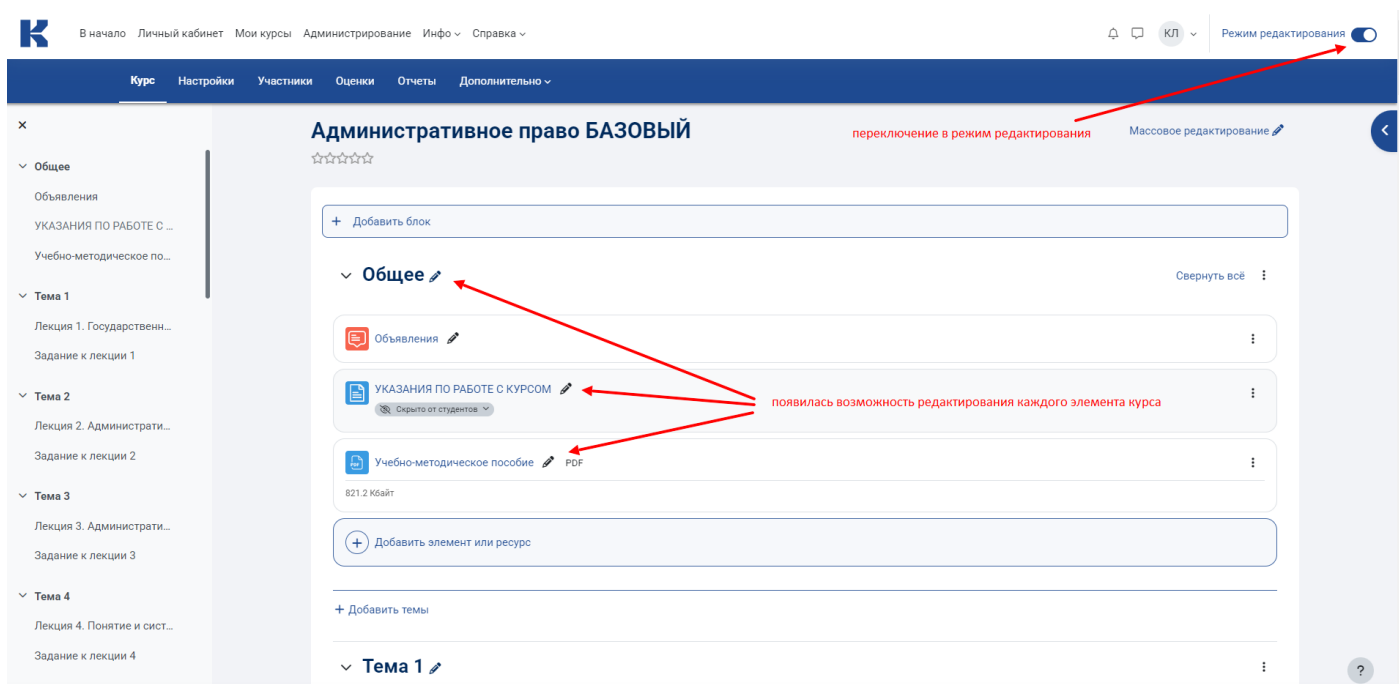 В начало Личный кабинет Мои курсы Администрирование Инфо Справка КЛ Режим редактирования
Курс Настройки Участники Оценки Отчеты Дополнительно
Административное право БАЗОВЫЙ
переключение в режим редактирования
Массовое редактирование
Общее
Объявления
УКАЗАНИЯ ПО РАБОТЕ С ...
Учебно-методическое по...
Тема 1
Лекция 1. Государственн...
Задание к лекции 1
Тема 2
Лекция 2. Администрати...
Задание к лекции 2
Тема 3
Лекция 3. Администрати...
Задание к лекции 3
Тема 4
Лекция 4. Понятие и сист...
Задание к лекции 4
+ Добавить блок
Общее
Свернуть всё
Объявления
УКАЗАНИЯ ПО РАБОТЕ С КУРСОМ
Скрыто от студентов
появилась возможность редактирования каждого элемента курса
Учебно-методическое пособие PDF
821.2 Кбайт
+ Добавить элемент или ресурс
+ Добавить темы
Тема 1
?